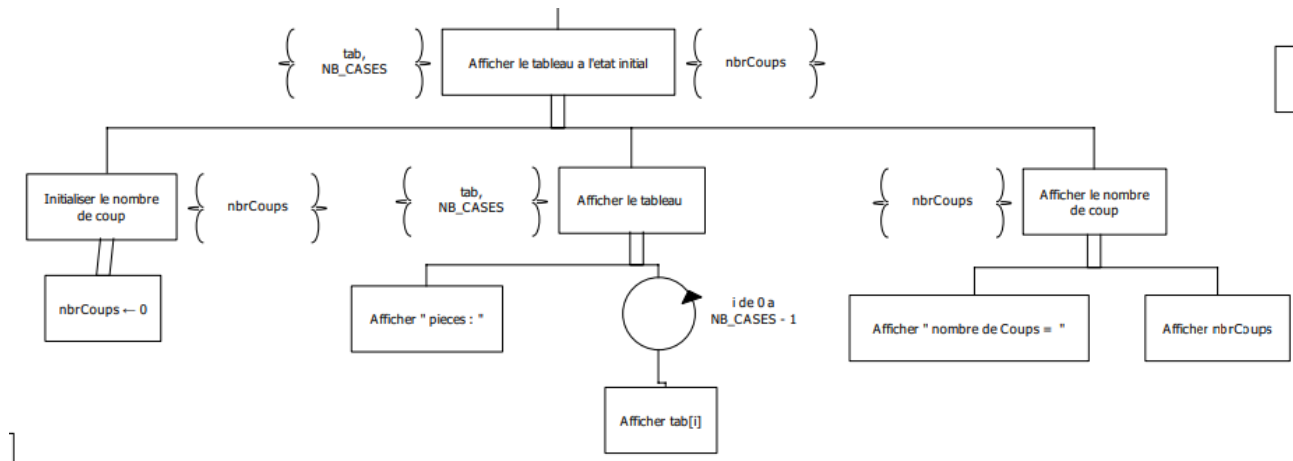 tab,
NB_CASES
Afficher le tableau a l'etat initial
nbrCoups
Initialiser le nombre
de coup
nbrCoups
tab,
NB_CASES
Afficher le tableau
nbrCoups
Afficher le nombre
de coup
nbrCoups ← 0
Afficher " pieces : "
i de 0 a
NB_CASES - 1
Afficher " nombre de Coups =  "
Afficher nbrCoups
Afficher tab[i]